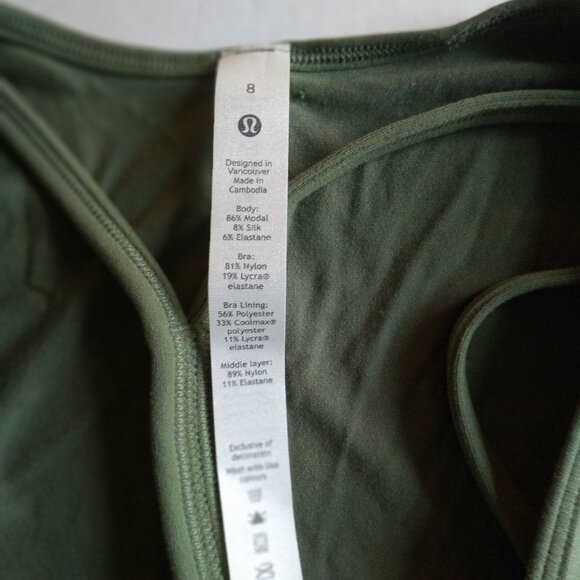 8
Designed in
Vancouver
Made in
Cambodia
Body:
86% Modal
8% Silk
6% Elastane
Bra:
81% Nylon
19% Lycra®
elastane
Bra Lining:
56% Polyester
33% Coolmax®
polyester
11% Lycra®
elastane
Middle layer:
89% Nylon
11% Elastane
Exclusive of
decoration
Wash with like
colours